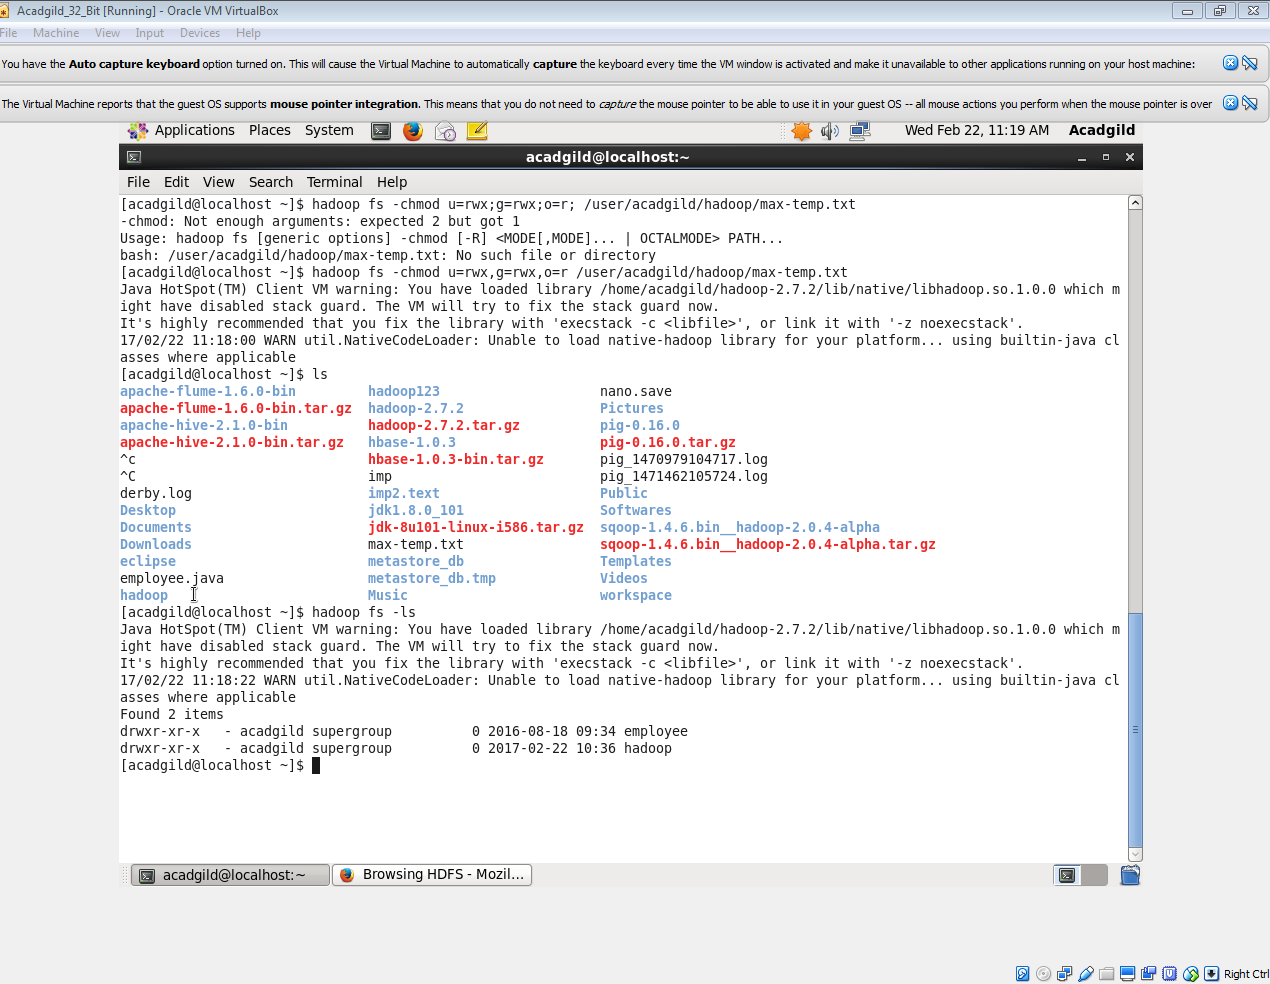 Acadgild_32_Bit [Running] - Oracle VM VirtualBox
File Machine View Input Devices Help
You have the Auto capture keyboard option turned on. This will cause the Virtual Machine to automatically capture the keyboard every time the VM window is activated and make it unavailable to other applications running on your host machine:
The Virtual Machine reports that the guest OS supports mouse pointer integration. This means that you do not need to capture the mouse pointer to be able to use it in your guest OS -- all mouse actions you perform when the mouse pointer is over
Applications Places System Wed Feb 22, 11:19 AM Acadgild
acadgild@localhost:~
File Edit View Search Terminal Help
[acadgild@localhost ~]$ hadoop fs -chmod u=rwx;g=rwx;o=r; /user/acadgild/hadoop/max-temp.txt
-chmod: Not enough arguments: expected 2 but got 1
Usage: hadoop fs [generic options] -chmod [-R] <MODE[,MODE]... | OCTALMODE> PATH...
bash: /user/acadgild/hadoop/max-temp.txt: No such file or directory
[acadgild@localhost ~]$ hadoop fs -chmod u=rwx,g=rwx,o=r /user/acadgild/hadoop/max-temp.txt
Java HotSpot(TM) Client VM warning: You have loaded library /home/acadgild/hadoop-2.7.2/lib/native/libhadoop.so.1.0.0 which m
ight have disabled stack guard. The VM will try to fix the stack guard now.
It's highly recommended that you fix the library with 'execstack -c <libfile>', or link it with '-z noexecstack'.
17/02/22 11:18:00 WARN util.NativeCodeLoader: Unable to load native-hadoop library for your platform... using builtin-java cl
asses where applicable
[acadgild@localhost ~]$ ls
apache-flume-1.6.0-bin hadoop123 nano.save
apache-flume-1.6.0-bin.tar.gz hadoop-2.7.2 Pictures
apache-hive-2.1.0-bin hadoop-2.7.2.tar.gz pig-0.16.0
apache-hive-2.1.0-bin.tar.gz hbase-1.0.3 pig-0.16.0.tar.gz
^c hbase-1.0.3-bin.tar.gz pig_1470979104717.log
^C imp pig_1471462105724.log
derby.log imp2.text Public
Desktop jdk1.8.0_101 Softwares
Documents jdk-8u101-linux-i586.tar.gz sqoop-1.4.6.bin__hadoop-2.0.4-alpha
Downloads max-temp.txt sqoop-1.4.6.bin__hadoop-2.0.4-alpha.tar.gz
eclipse metastore_db Templates
employee.java metastore_db.tmp Videos
hadoop Music workspace
[acadgild@localhost ~]$ hadoop fs -ls
Java HotSpot(TM) Client VM warning: You have loaded library /home/acadgild/hadoop-2.7.2/lib/native/libhadoop.so.1.0.0 which m
ight have disabled stack guard. The VM will try to fix the stack guard now.
It's highly recommended that you fix the library with 'execstack -c <libfile>', or link it with '-z noexecstack'.
17/02/22 11:18:22 WARN util.NativeCodeLoader: Unable to load native-hadoop library for your platform... using builtin-java cl
asses where applicable
Found 2 items
drwxr-xr-x - acadgild supergroup 0 2016-08-18 09:34 employee
drwxr-xr-x - acadgild supergroup 0 2017-02-22 10:36 hadoop
[acadgild@localhost ~]$
acadgild@localhost:~ Browsing HDFS - Mozil...
Right Ctrl